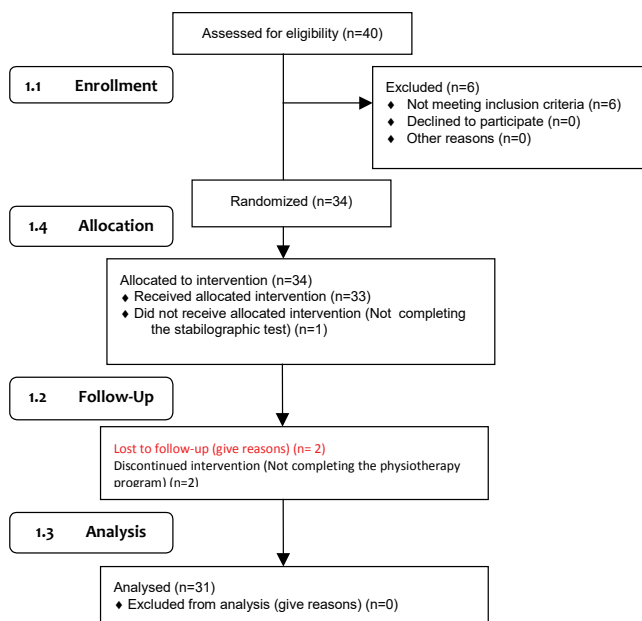 Assessed for eligibility (n=40)
1.1 Enrollment
Excluded (n=6)
♦ Not meeting inclusion criteria (n=6)
♦ Declined to participate (n=0)
♦ Other reasons (n=0)
Randomized (n=34)
1.4 Allocation
Allocated to intervention (n=34)
♦ Received allocated intervention (n=33)
♦ Did not receive allocated intervention (Not completing
the stabilographic test) (n=1)
1.2 Follow-Up
Lost to follow-up (give reasons) (n= 2)
Discontinued intervention (Not completing the physiotherapy
program) (n=2)
1.3 Analysis
Analysed (n=31)
♦ Excluded from analysis (give reasons) (n=0)